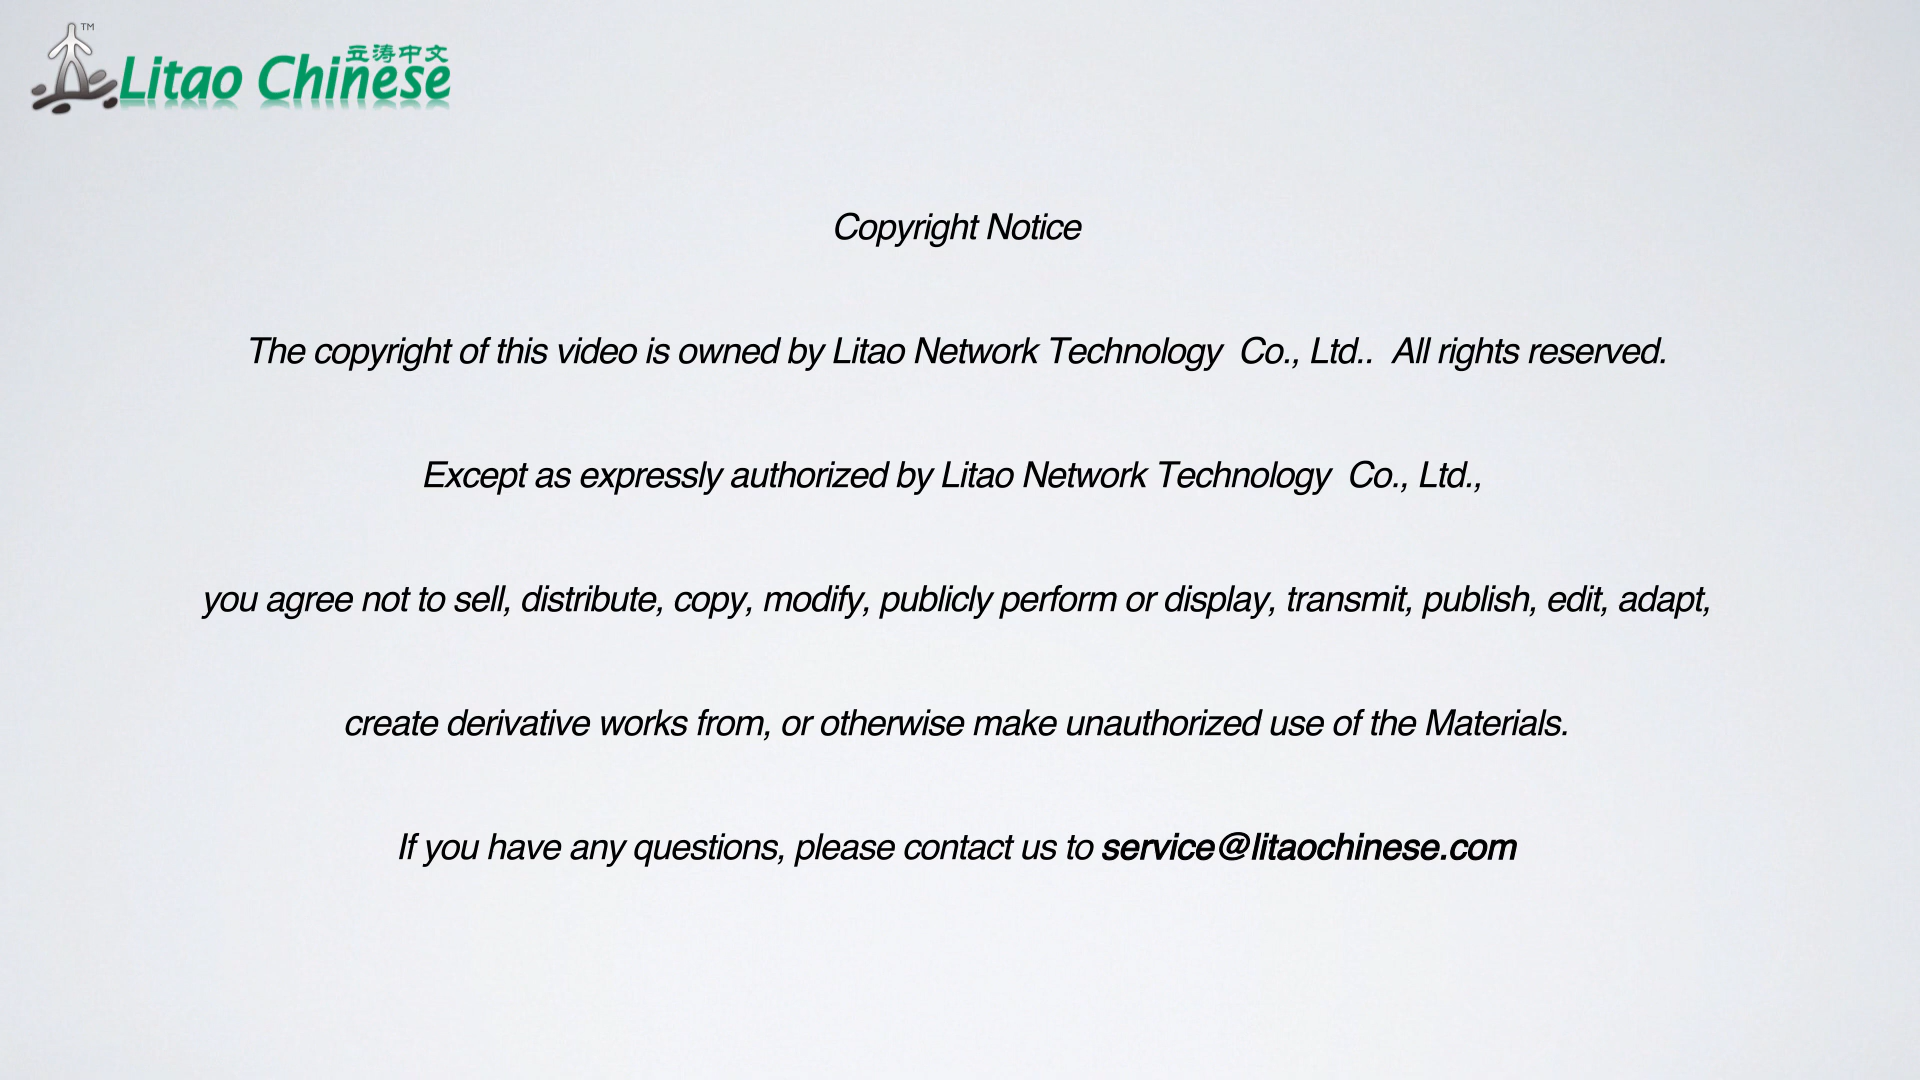 TM
立涛中文
Litao Chinese
Copyright Notice
The copyright of this video is owned by Litao Network Technology  Co., Ltd..  All rights reserved.
Except as expressly authorized by Litao Network Technology  Co., Ltd.,
you agree not to sell, distribute, copy, modify, publicly perform or display, transmit, publish, edit, adapt,
create derivative works from, or otherwise make unauthorized use of the Materials.
If you have any questions, please contact us to service@litaochinese.com